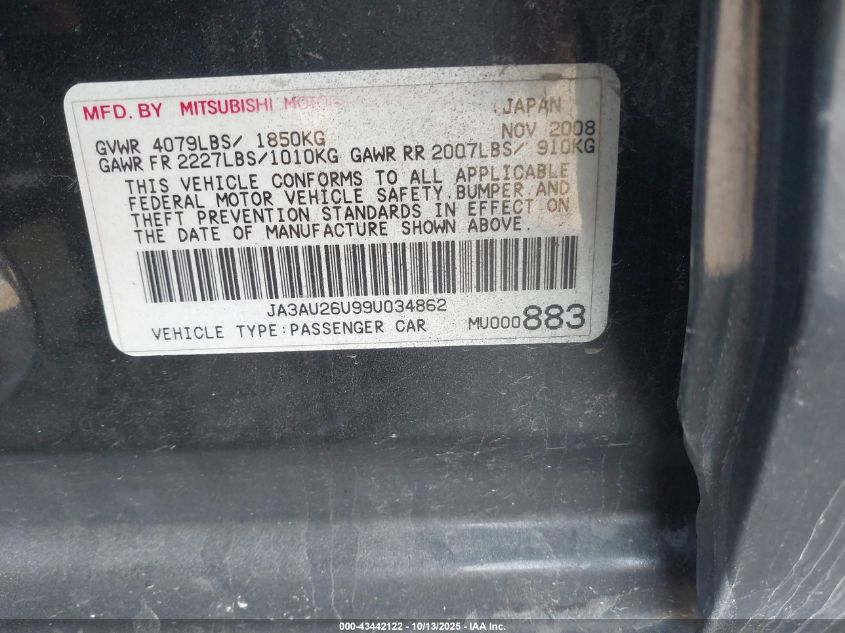 MFD. BY MITSUBISHI MOTOR JAPAN
NOV 2008
GVWR 4079LBS/ 1850KG
GAWR FR 2227LBS/1010KG GAWR RR 2007LBS/ 910KG
THIS VEHICLE CONFORMS TO ALL APPLICABLE
FEDERAL MOTOR VEHICLE SAFETY,BUMPER AND
THEFT PREVENTION STANDARDS IN EFFECT ON
THE DATE OF MANUFACTURE SHOWN ABOVE.
JA3AU26U99U034862
VEHICLE TYPE:PASSENGER CAR MU000883
000-43442122 - 10/13/2025 - IAA Inc.